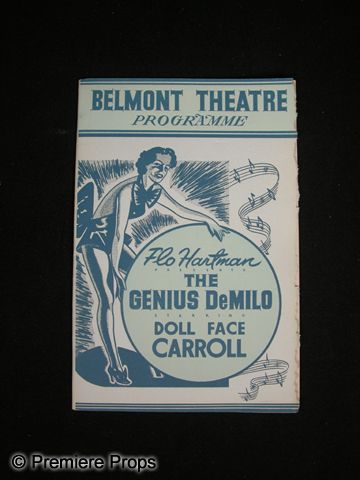 BELMONT THEATRE
PROGRAMME
Flo Hartman
PRESENTS
THE
GENIUS DeMILO
STARRING
DOLL FACE
CARROLL
© Premiere Props